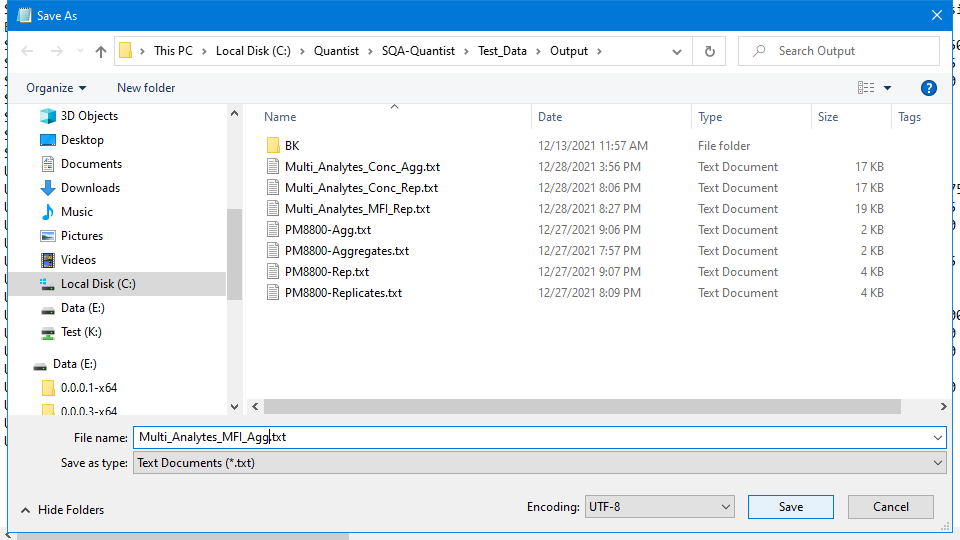 Save As
This PC > Local Disk (C:) > Quantist > SQA-Quantist > Test_Data > Output >
Search Output
Organize New folder
?
Name Date Type Size Tags
3D Objects
Desktop
Documents
Downloads
Music
Pictures
Videos
Local Disk (C:)
Data (E:)
Test (K:)
Data (E:)
0.0.0.1-x64
0.0.0.3-x64
BK 12/13/2021 11:57 AM File folder
Multi_Analytes_Conc_Agg.txt 12/28/2021 3:56 PM Text Document 17 KB
Multi_Analytes_Conc_Rep.txt 12/28/2021 8:06 PM Text Document 17 KB
Multi_Analytes_MFI_Rep.txt 12/28/2021 8:27 PM Text Document 19 KB
PM8800-Agg.txt 12/27/2021 9:06 PM Text Document 2 KB
PM8800-Aggregates.txt 12/27/2021 7:57 PM Text Document 2 KB
PM8800-Rep.txt 12/27/2021 9:07 PM Text Document 4 KB
PM8800-Replicates.txt 12/27/2021 8:09 PM Text Document 4 KB
File name: Multi_Analytes_MFI_Agg.txt
Save as type: Text Documents (*.txt)
Hide Folders Encoding: UTF-8 Save Cancel